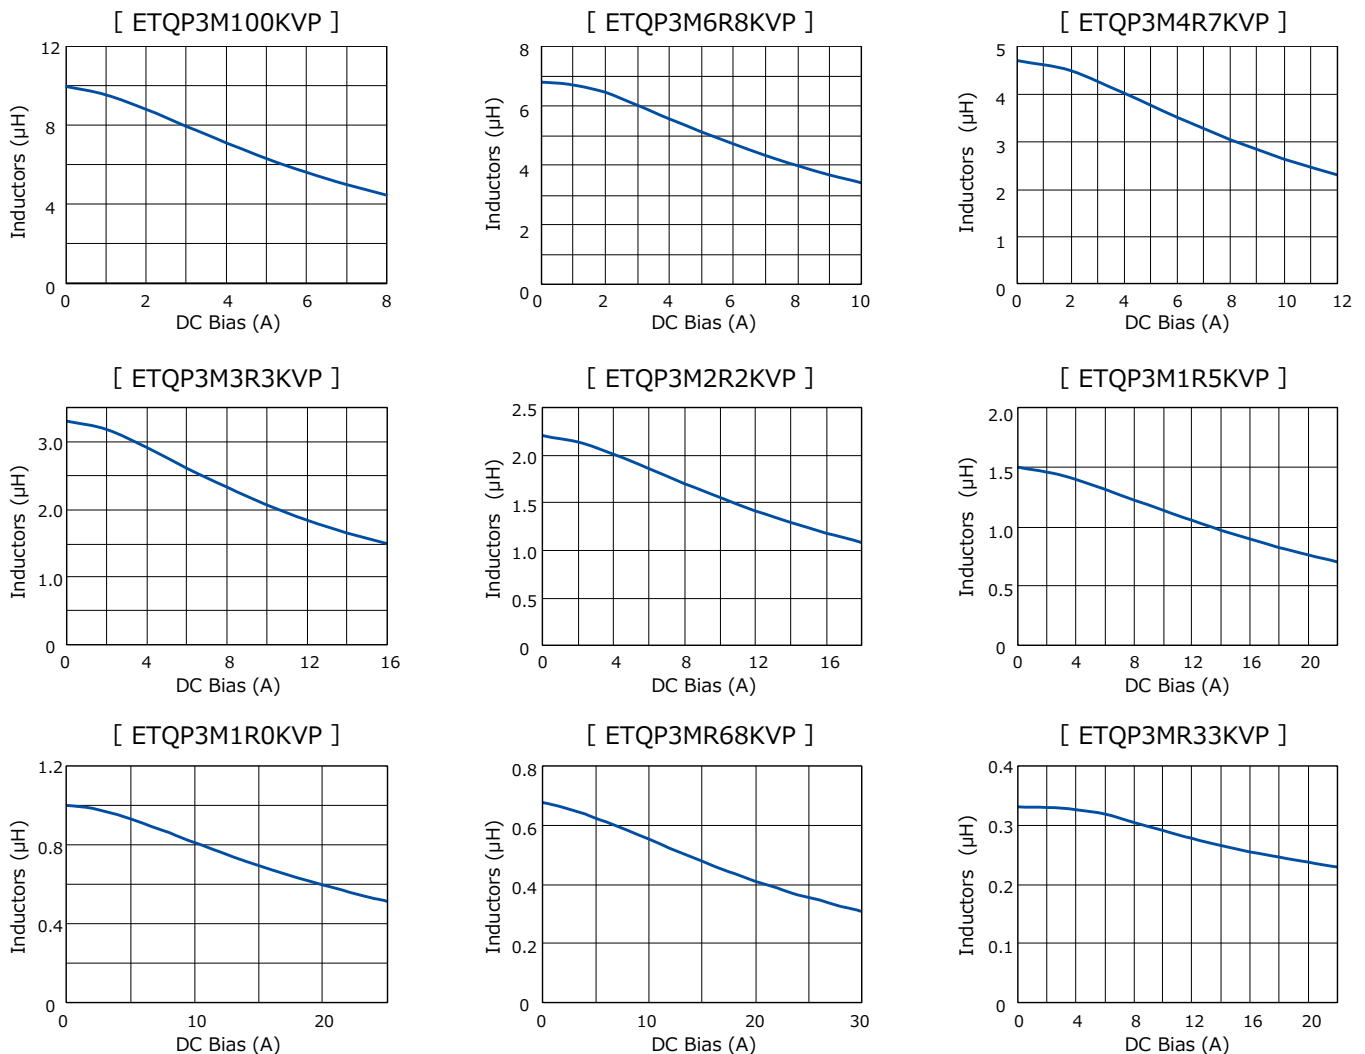 [ ETQP3M100KVP ]
12
8
4
0
Inductors (µH)
0 2 4 6 8
DC Bias (A)
[ ETQP3M6R8KVP ]
8
6
4
2
0
Inductors (µH)
0 2 4 6 8 10
DC Bias (A)
[ ETQP3M4R7KVP ]
5
4
3
2
1
0
Inductors (µH)
0 2 4 6 8 10 12
DC Bias (A)
[ ETQP3M3R3KVP ]
3.0
2.0
1.0
0
Inductors (µH)
0 4 8 12 16
DC Bias (A)
[ ETQP3M2R2KVP ]
2.5
2.0
1.5
1.0
0.5
0
Inductors (µH)
0 4 8 12 16
DC Bias (A)
[ ETQP3M1R5KVP ]
2.0
1.5
1.0
0.5
0
Inductors (µH)
0 4 8 12 16 20
DC Bias (A)
[ ETQP3M1R0KVP ]
1.2
0.8
0.4
0
Inductors (µH)
0 10 20
DC Bias (A)
[ ETQP3MR68KVP ]
0.8
0.6
0.4
0.2
0
Inductors (µH)
0 10 20 30
DC Bias (A)
[ ETQP3MR33KVP ]
0.4
0.3
0.2
0.1
0
Inductors (µH)
0 4 8 12 16 20
DC Bias (A)